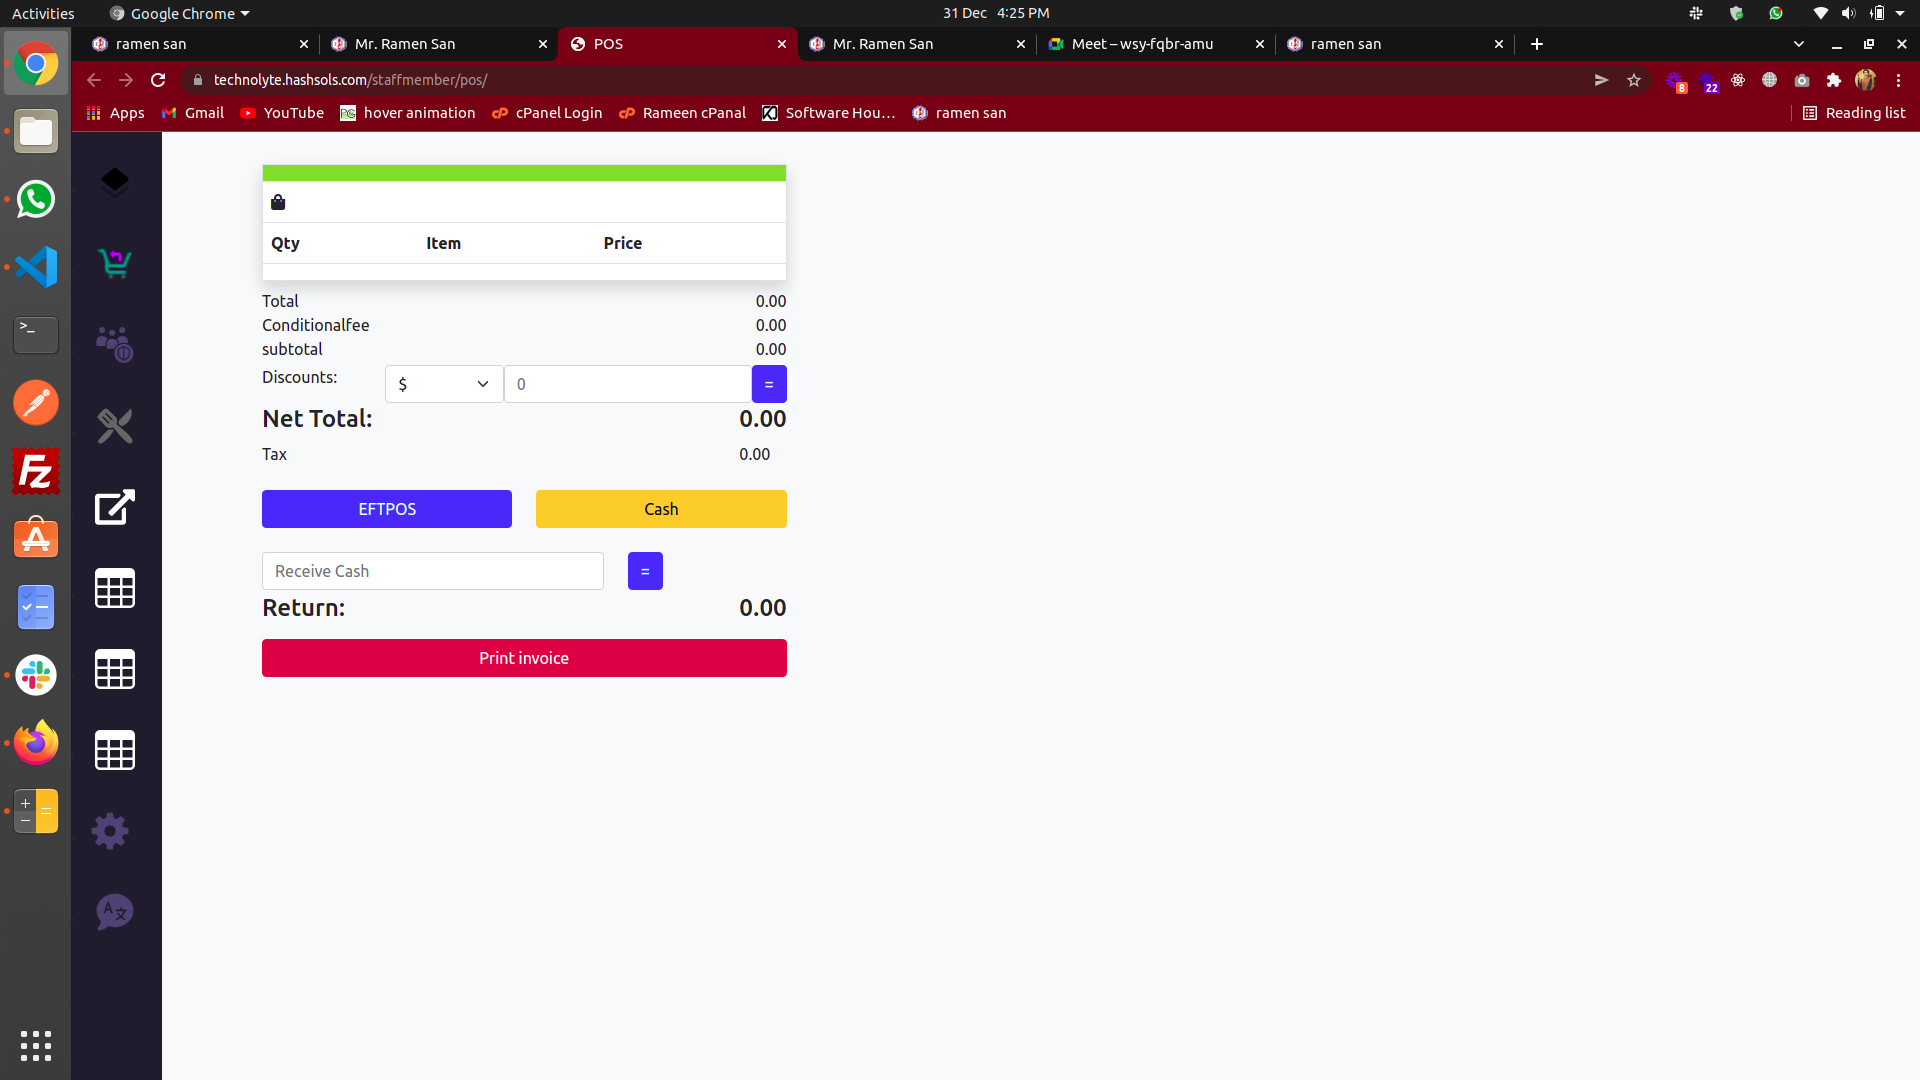 Activities
Google Chrome
31 Dec 4:25 PM
ramen san
Mr. Ramen San
POS
Mr. Ramen San
Meet – wsy-fqbr-amu
ramen san
technolyte.hashsols.com/staffmember/pos/
8
22
Apps
Gmail
YouTube
hover animation
cPanel Login
Rameen cPanal
Software Hou…
ramen san
Reading list
Qty Item Price
Total 0.00
Conditionalfee 0.00
subtotal 0.00
Discounts: $ 0 =
Net Total: 0.00
Tax 0.00
EFTPOS Cash
Receive Cash =
Return: 0.00
Print invoice